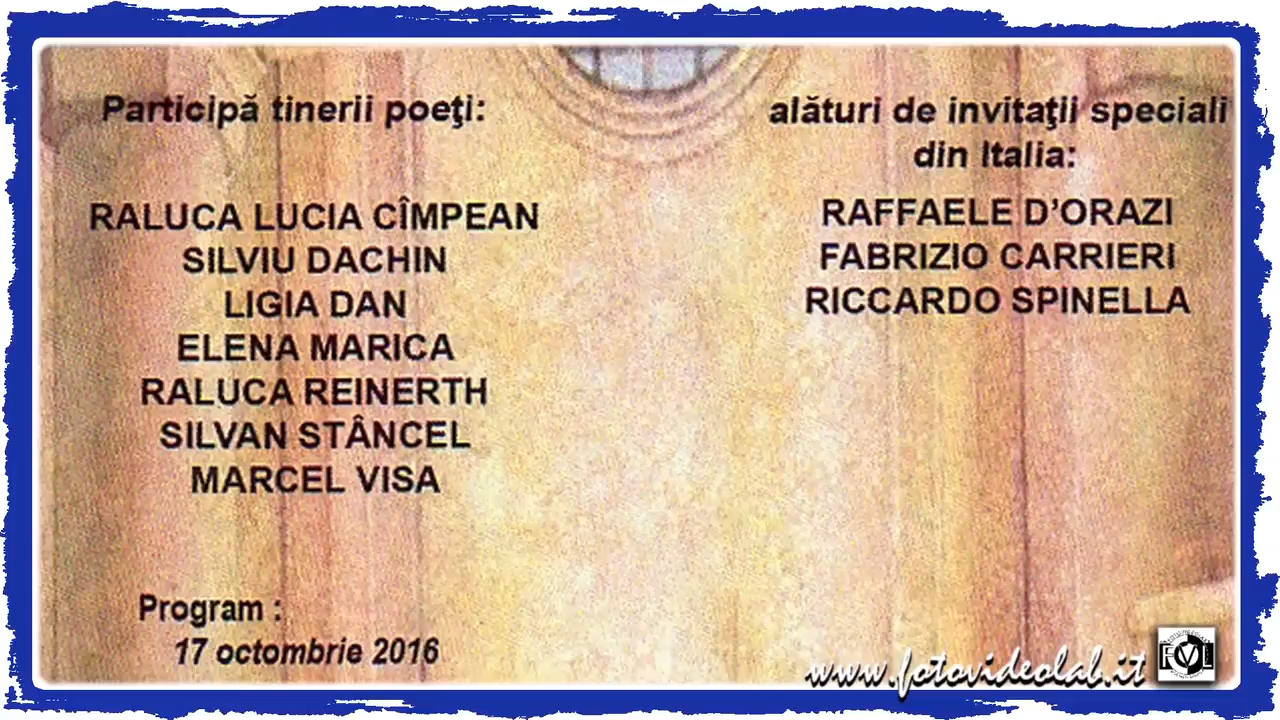 Participă tinerii poeţi:
RALUCA LUCIA CÎMPEAN
SILVIU DACHIN
LIGIA DAN
ELENA MARICA
RALUCA REINERTH
SILVAN STÂNCEL
MARCEL VISA
alături de invitaţii speciali
din Italia:
RAFFAELE D'ORAZI
FABRIZIO CARRIERI
RICCARDO SPINELLA
Program :
17 octombrie 2016
www.fotovideolab.it
FVL